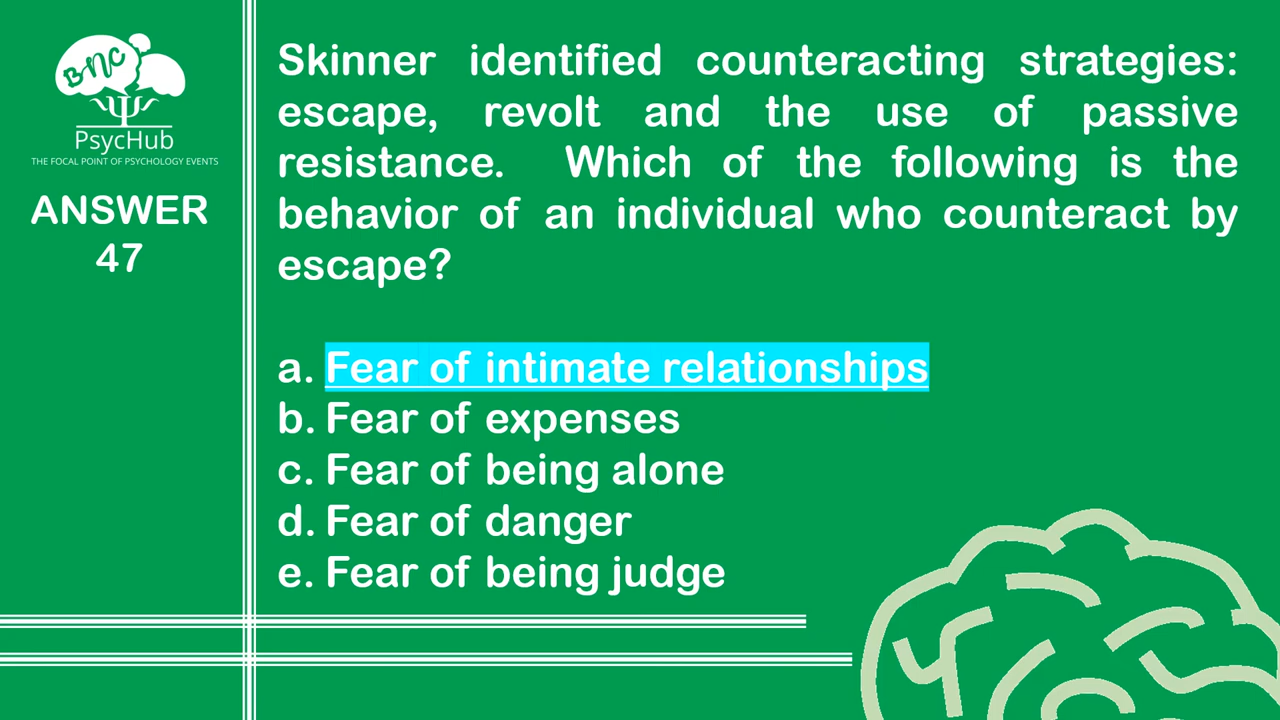 BNC
PsycHub
THE FOCAL POINT OF PSYCHOLOGY EVENTS
ANSWER
47
Skinner identified counteracting strategies:
escape, revolt and the use of passive
resistance. Which of the following is the
behavior of an individual who counteract by
escape?
a. Fear of intimate relationships
b. Fear of expenses
c. Fear of being alone
d. Fear of danger
e. Fear of being judge